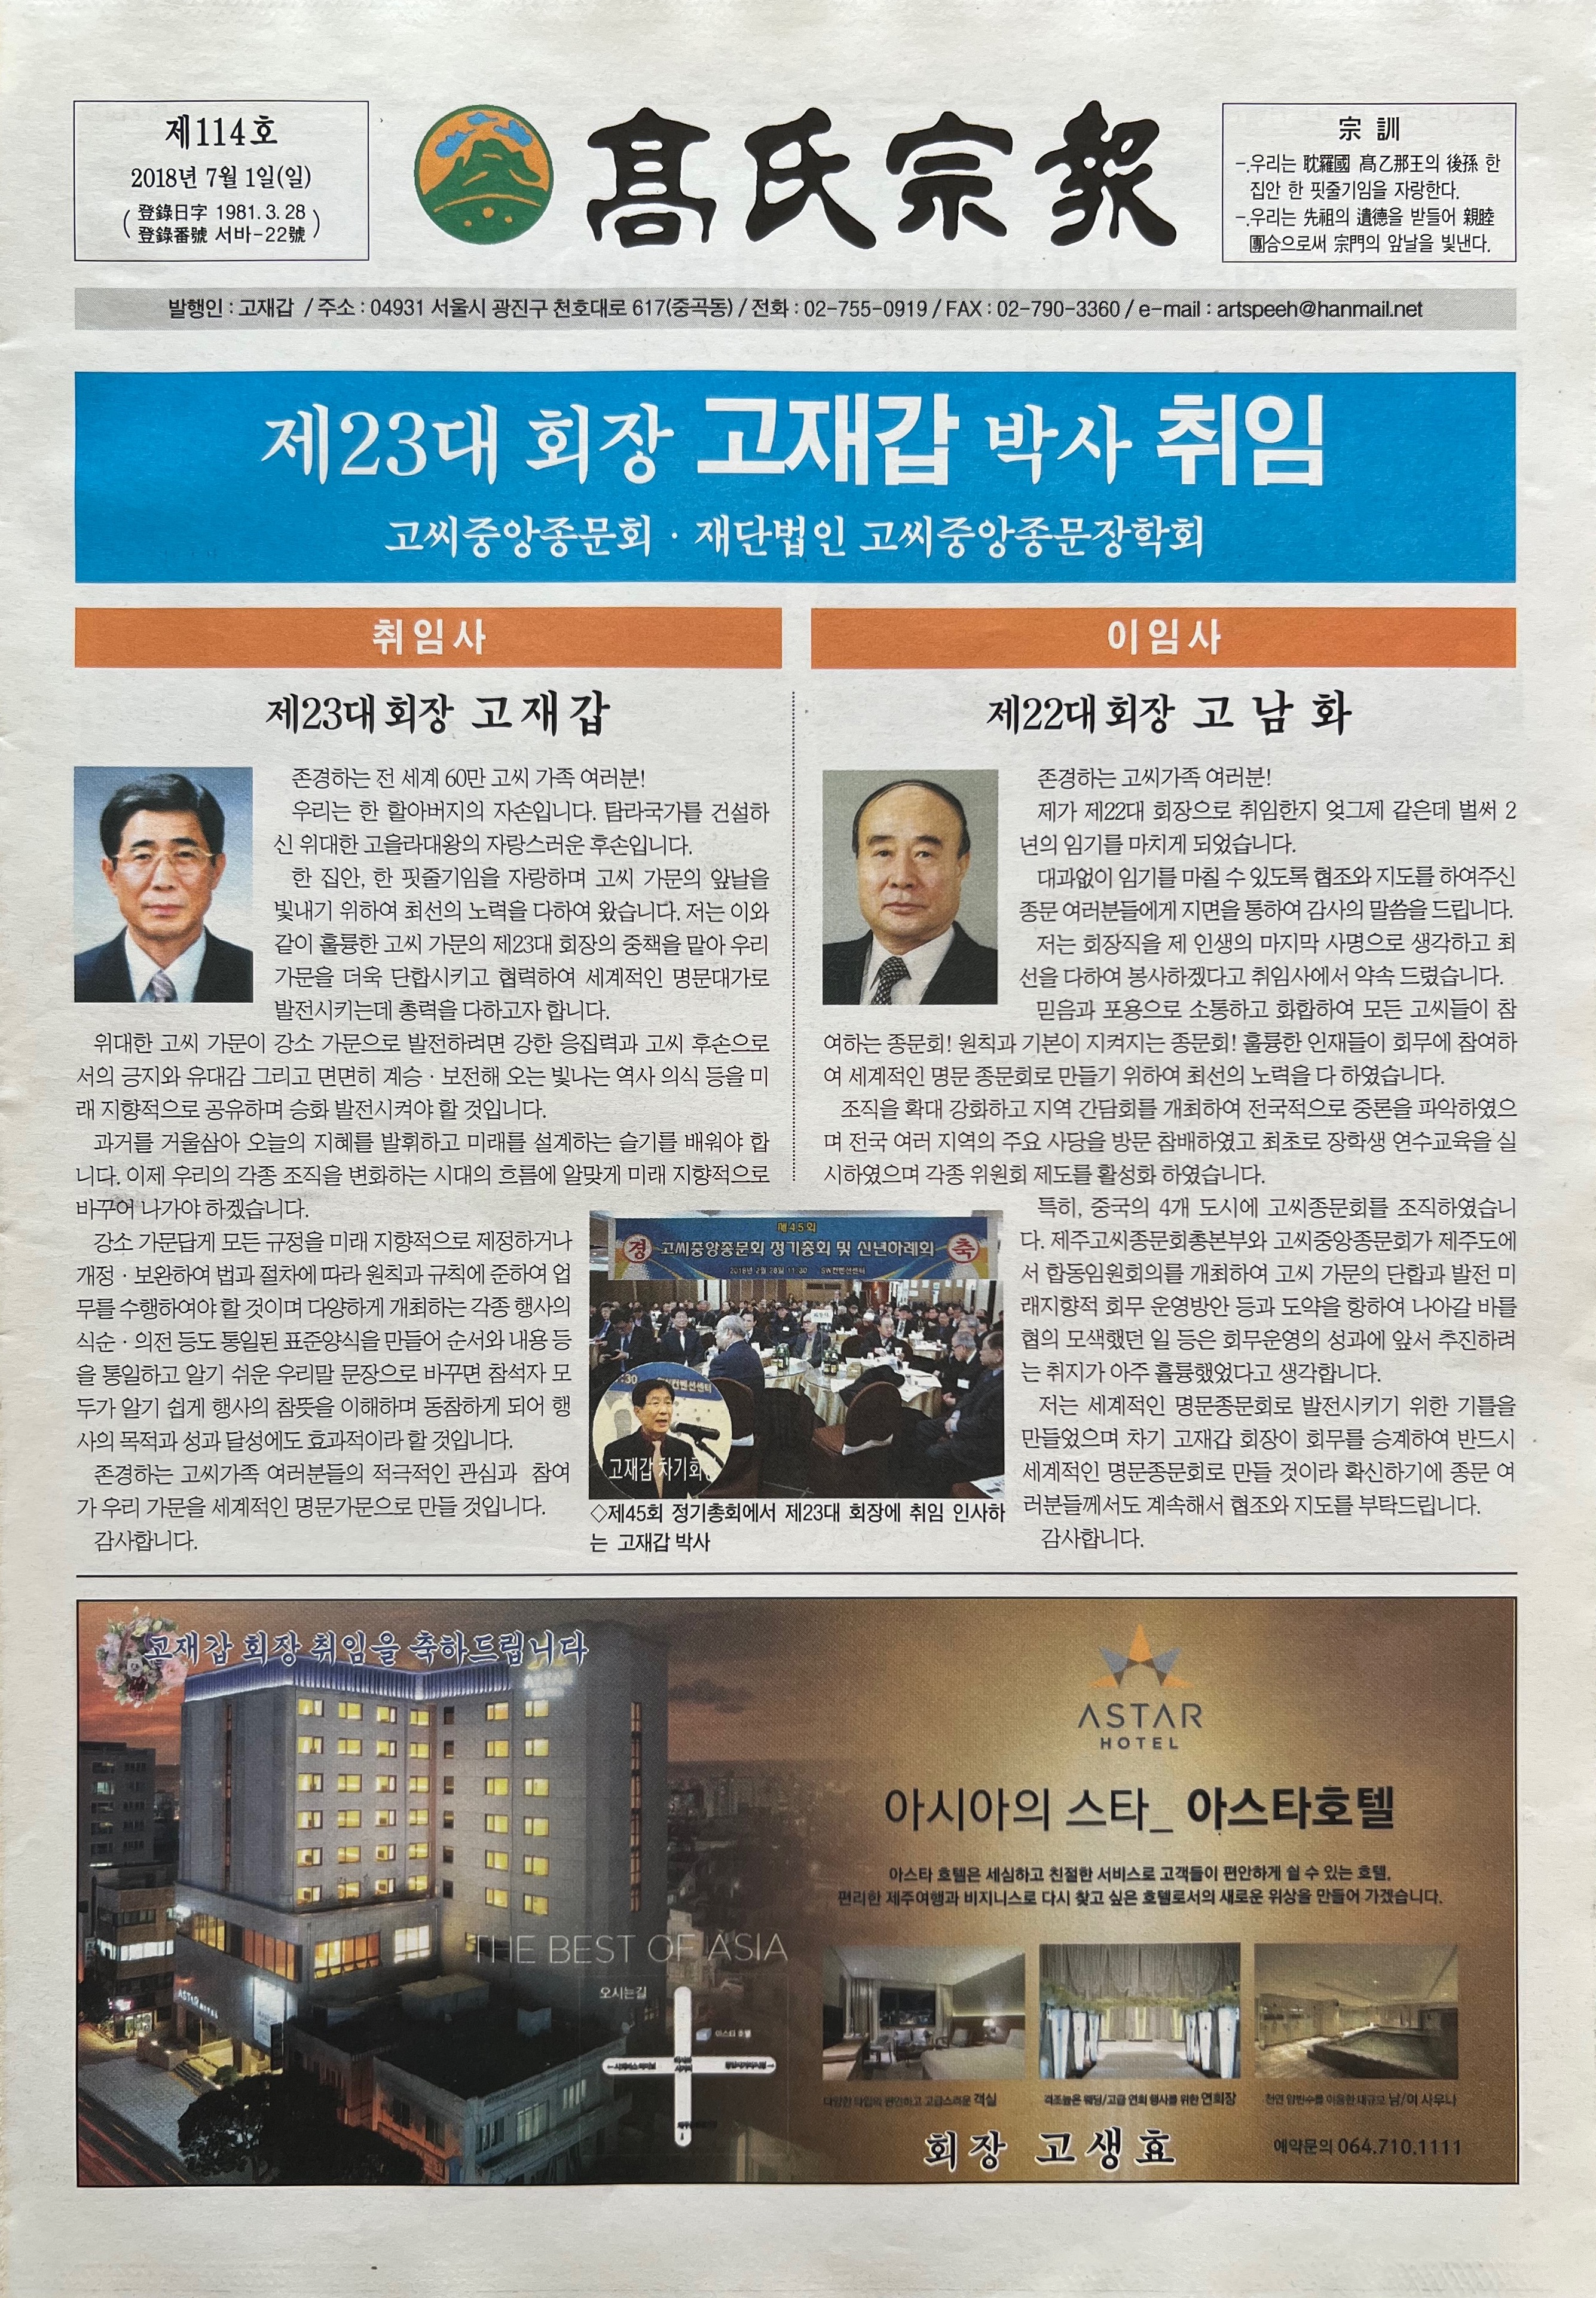 제114호
2018년 7월 1일(일)
(登錄日字 1981. 3. 28
登錄番號 서바-22號)
髙氏宗報
宗 訓
-.우리는 耽羅國 髙乙那王의 後孫 한
집안 한 핏줄기임을 자랑한다.
-.우리는 先祖의 遺德을 받들어 親睦
團合으로써 宗門의 앞날을 빛낸다.
발행인 : 고재갑 / 주소 : 04931 서울시 광진구 천호대로 617(중곡동) / 전화 : 02-755-0919 / FAX : 02-790-3360 / e-mail : artspeeh@hanmail.net
제23대 회장 고재갑 박사 취임
고씨중앙종문회 · 재단법인 고씨중앙종문장학회
취임사
제23대 회장 고 재 갑
존경하는 전 세계 60만 고씨 가족 여러분!
우리는 한 할아버지의 자손입니다. 탐라국가를 건설하
신 위대한 고을라대왕의 자랑스러운 후손입니다.
한 집안, 한 핏줄기임을 자랑하며 고씨 가문의 앞날을
빛내기 위하여 최선의 노력을 다하여 왔습니다. 저는 이와
같이 훌륭한 고씨 가문의 제23대 회장의 중책을 맡아 우리
가문을 더욱 단합시키고 협력하여 세계적인 명문대가로
발전시키는데 총력을 다하고자 합니다.
위대한 고씨 가문이 강소 가문으로 발전하려면 강한 응집력과 고씨 후손으로
서의 긍지와 유대감 그리고 면면히 계승 · 보전해 오는 빛나는 역사 의식 등을 미
래 지향적으로 공유하며 승화 발전시켜야 할 것입니다.
과거를 거울삼아 오늘의 지혜를 발휘하고 미래를 설계하는 슬기를 배워야 합
니다. 이제 우리의 각종 조직을 변화하는 시대의 흐름에 알맞게 미래 지향적으로
바꾸어 나가야 하겠습니다.
강소 가문답게 모든 규정을 미래 지향적으로 제정하거나
개정 · 보완하여 법과 절차에 따라 원칙과 규칙에 준하여 업
무를 수행하여야 할 것이며 다양하게 개최하는 각종 행사의
식순 · 의전 등도 통일된 표준양식을 만들어 순서와 내용 등
을 통일하고 알기 쉬운 우리말 문장으로 바꾸면 참석자 모
두가 알기 쉽게 행사의 참뜻을 이해하며 동참하게 되어 행
사의 목적과 성과 달성에도 효과적이라 할 것입니다.
존경하는 고씨가족 여러분들의 적극적인 관심과 참여
가 우리 가문을 세계적인 명문가문으로 만들 것입니다.
감사합니다.
제45회
경 고씨중앙종문회 정기총회 및 신년하례회 축
2018년 2월 28일 11:30 SW컨벤션센터
:30 SW컨벤션센터
고재갑 차기회
◇제45회 정기총회에서 제23대 회장에 취임 인사하
는 고재갑 박사
이임사
제22대 회장 고 남 화
존경하는 고씨가족 여러분!
제가 제22대 회장으로 취임한지 엊그제 같은데 벌써 2
년의 임기를 마치게 되었습니다.
대과없이 임기를 마칠 수 있도록 협조와 지도를 하여주신
종문 여러분들에게 지면을 통하여 감사의 말씀을 드립니다.
저는 회장직을 제 인생의 마지막 사명으로 생각하고 최
선을 다하여 봉사하겠다고 취임사에서 약속 드렸습니다.
믿음과 포용으로 소통하고 화합하여 모든 고씨들이 참
여하는 종문회! 원칙과 기본이 지켜지는 종문회! 훌륭한 인재들이 회무에 참여하
여 세계적인 명문 종문회로 만들기 위하여 최선의 노력을 다 하였습니다.
조직을 확대 강화하고 지역 간담회를 개최하여 전국적으로 중론을 파악하였으
며 전국 여러 지역의 주요 사당을 방문 참배하였고 최초로 장학생 연수교육을 실
시하였으며 각종 위원회 제도를 활성화 하였습니다.
특히, 중국의 4개 도시에 고씨종문회를 조직하였습니
다. 제주고씨종문회총본부와 고씨중앙종문회가 제주도에
서 합동임원회의를 개최하여 고씨 가문의 단합과 발전 미
래지향적 회무 운영방안 등과 도약을 향하여 나아갈 바를
협의 모색했던 일 등은 회무운영의 성과에 앞서 추진하려
는 취지가 아주 훌륭했었다고 생각합니다.
저는 세계적인 명문종문회로 발전시키기 위한 기틀을
만들었으며 차기 고재갑 회장이 회무를 승계하여 반드시
세계적인 명문종문회로 만들 것이라 확신하기에 종문 여
러분들께서도 계속해서 협조와 지도를 부탁드립니다.
감사합니다.
고재갑 회장 취임을 축하드립니다
ASTAR
HOTEL
아시아의 스타_ 아스타호텔
아스타 호텔은 세심하고 친절한 서비스로 고객들이 편안하게 쉴 수 있는 호텔,
편리한 제주여행과 비지니스로 다시 찾고 싶은 호텔로서의 새로운 위상을 만들어 가겠습니다.
THE BEST OF ASIA
오시는길
아스타 호텔
ASTAR HOTEL
다양한 타입의 편안하고 고급스러운 객실
격조높은 웨딩/고급 연회 행사를 위한 연회장
천연 암반수를 이용한 대규모 남/여 사우나
회장 고생효
예약문의 064.710.1111